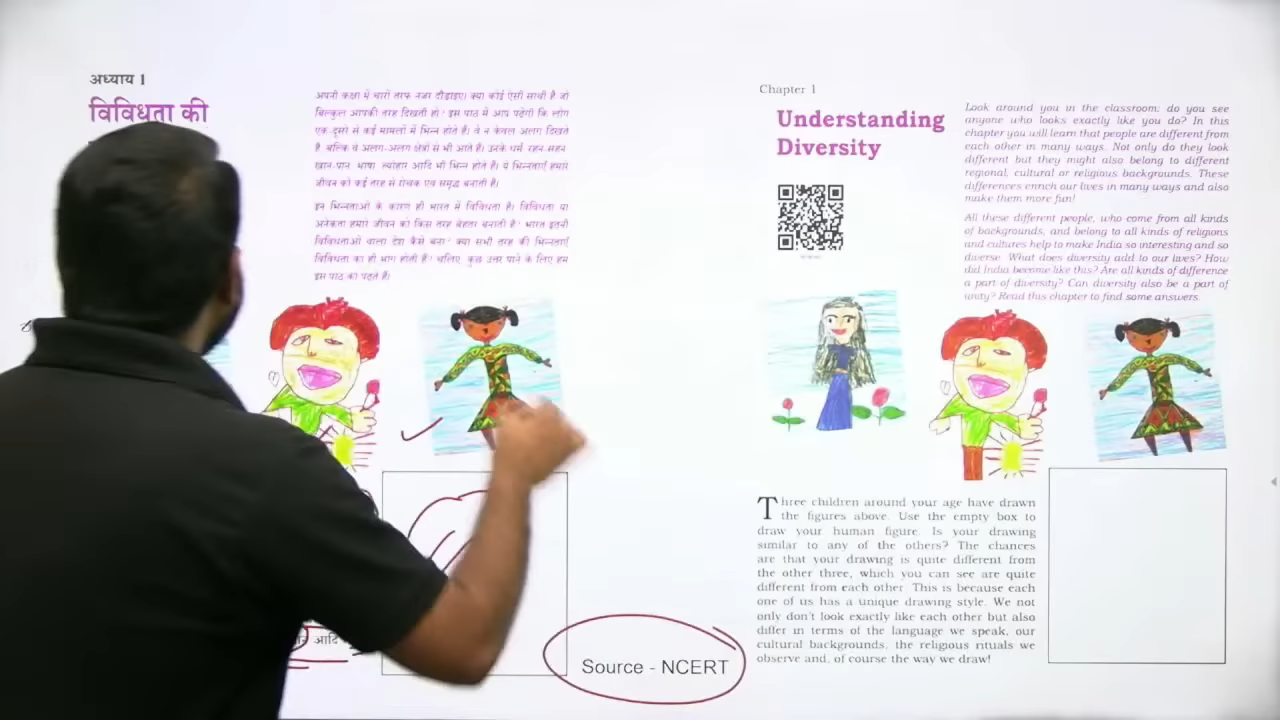 अध्याय 1
विविधता की
अपनी कक्षा में चारों तरफ नज़र दौड़ाइए। क्या कोई ऐसी साथी है जो
बिल्कुल आपकी तरह दिखती हो? इस पाठ में आप पढ़ेंगी कि लोग
एक-दूसरे से कई मामलों में भिन्न होते हैं। वे न केवल अलग दिखते
हैं बल्कि वे अलग-अलग क्षेत्रों से भी आते हैं। उनके धर्म, रहन-सहन,
खान-पान, भाषा, त्योहार आदि भी भिन्न होते हैं। ये भिन्नताएँ हमारे
जीवन को कई तरह से रोचक एवं समृद्ध बनाती हैं।
इन भिन्नताओं के कारण ही भारत में विविधता है। विविधता या
अनेकता हमारे जीवन को किस तरह बेहतर बनाती है? भारत इतनी
विविधताओं वाला देश कैसे बना? क्या सभी तरह की भिन्नताएँ
विविधता का ही भाग होती हैं? चलिए, कुछ उत्तर पाने के लिए हम
इस पाठ को पढ़ते हैं।
आदि
Chapter 1
Understanding
Diversity
Look around you in the classroom: do you see
anyone who looks exactly like you do? In this
chapter you will learn that people are different from
each other in many ways. Not only do they look
different but they might also belong to different
regional, cultural or religious backgrounds. These
differences enrich our lives in many ways and also
make them more fun!
All these different people, who come from all kinds
of backgrounds, and belong to all kinds of religions
and cultures help to make India so interesting and so
diverse. What does diversity add to our lives? How
did India become like this? Are all kinds of difference
a part of diversity? Can diversity also be a part of
unity? Read this chapter to find some answers.
Three children around your age have drawn
the figures above. Use the empty box to
draw your human figure. Is your drawing
similar to any of the others? The chances
are that your drawing is quite different from
the other three, which you can see are quite
different from each other. This is because each
one of us has a unique drawing style. We not
only don't look exactly like each other but also
differ in terms of the language we speak, our
cultural backgrounds, the religious rituals we
observe and, of course the way we draw!
Source - NCERT